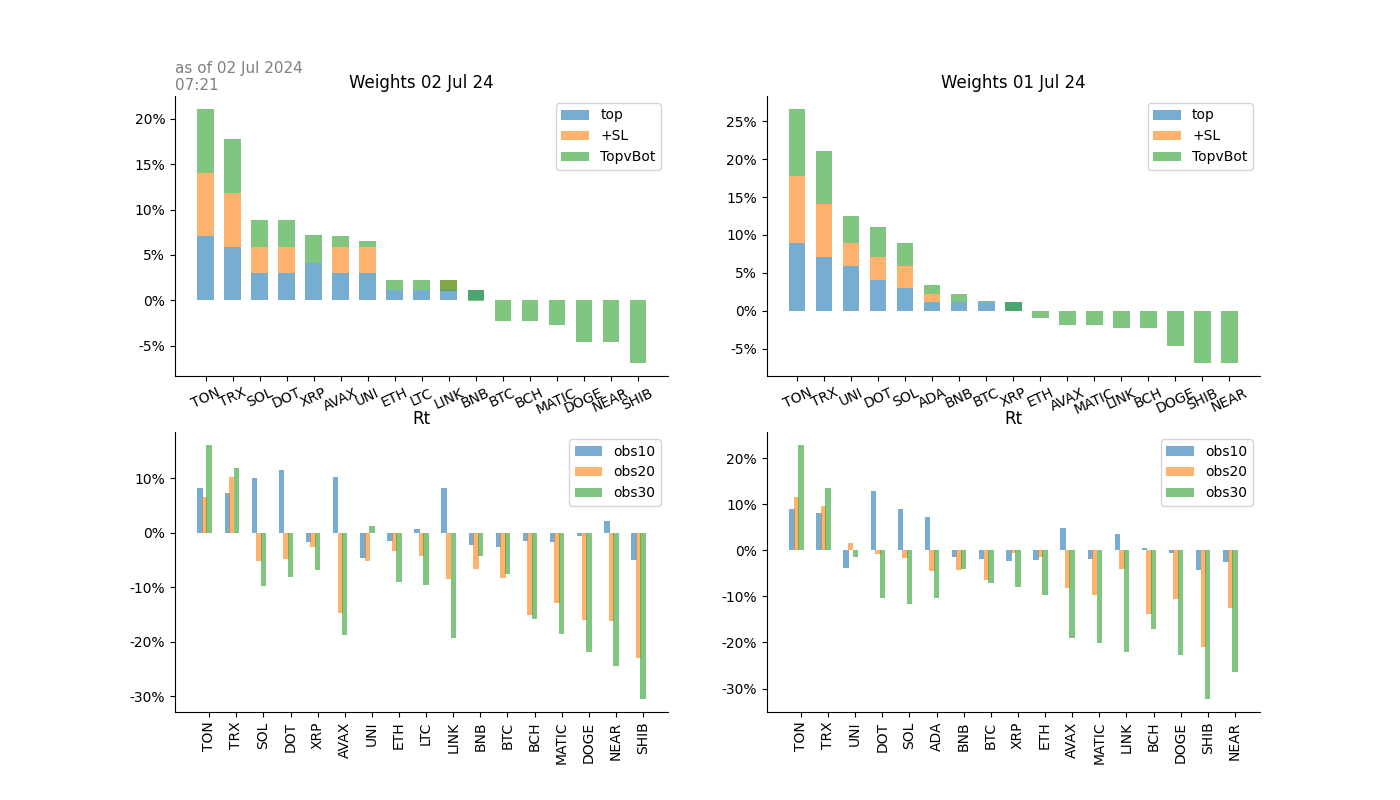 as of 02 Jul 2024
07:21
Weights 02 Jul 24
20%
15%
10%
5%
0%
-5%
top
+SL
TopvBot
TON TRX SOL DOT XRP AVAX UNI ETH LTC LINK BNB BTC BCH MATIC DOGE NEAR SHIB
Weights 01 Jul 24
25%
20%
15%
10%
5%
0%
-5%
top
+SL
TopvBot
TON TRX UNI DOT SOL ADA BNB BTC XRP ETH AVAX MATIC LINK BCH DOGE SHIB NEAR
Rt
10%
0%
-10%
-20%
-30%
obs10
obs20
obs30
TON TRX SOL DOT XRP AVAX UNI ETH LTC LINK BNB BTC BCH MATIC DOGE NEAR SHIB
Rt
20%
10%
0%
-10%
-20%
-30%
obs10
obs20
obs30
TON TRX UNI DOT SOL ADA BNB BTC XRP ETH AVAX MATIC LINK BCH DOGE SHIB NEAR